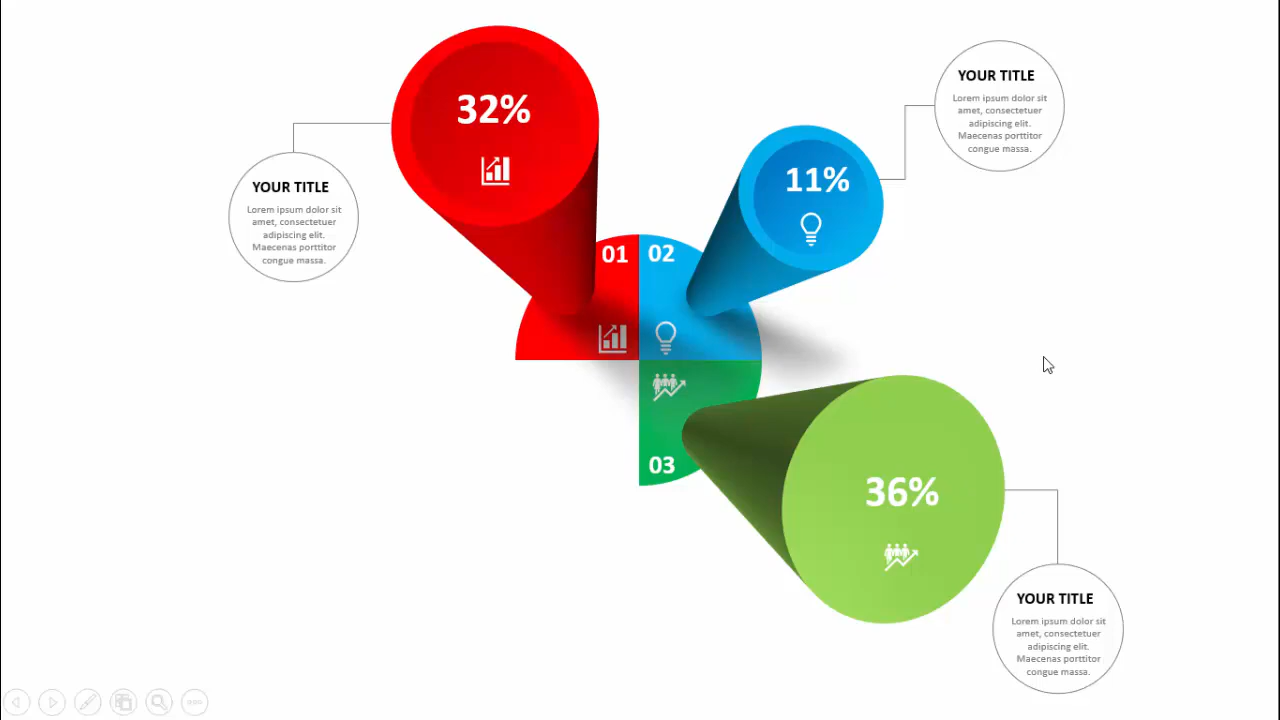 32%
YOUR TITLE
Lorem ipsum dolor sit
amet, consectetuer
adipiscing elit.
Maecenas porttitor
congue massa.
11%
YOUR TITLE
Lorem ipsum dolor sit
amet, consectetuer
adipiscing elit.
Maecenas porttitor
congue massa.
01
02
03
36%
YOUR TITLE
Lorem ipsum dolor sit
amet, consectetuer
adipiscing elit.
Maecenas porttitor
congue massa.